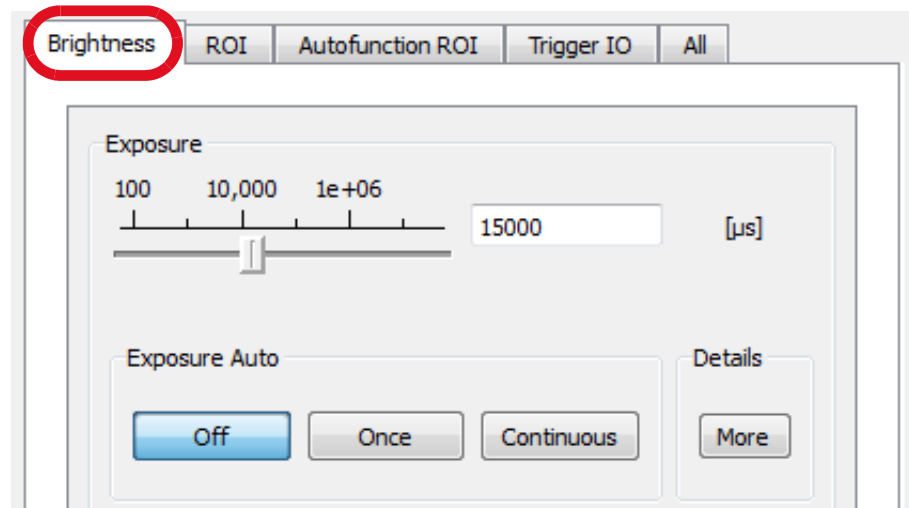 Brightness ROI Autofunction ROI Trigger IO All
Exposure
100 10,000 1e+06
15000 [µs]
Exposure Auto Details
Off Once Continuous More